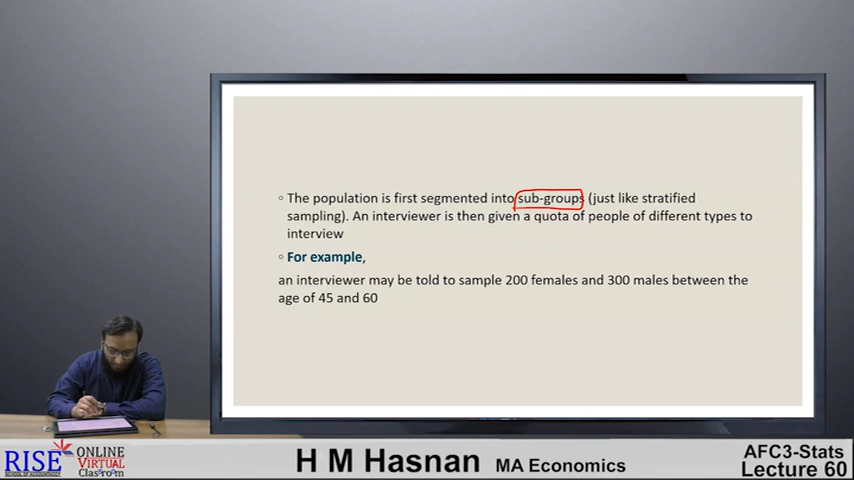 ◦ The population is first segmented into sub-groups (just like stratified
sampling). An interviewer is then given a quota of people of different types to
interview
◦ For example,
an interviewer may be told to sample 200 females and 300 males between the
age of 45 and 60
RISE
SCHOOL OF ACCOUNTANCY
ONLINE
VIRTUAL
Classroom
H M Hasnan MA Economics
AFC3-Stats
Lecture 60